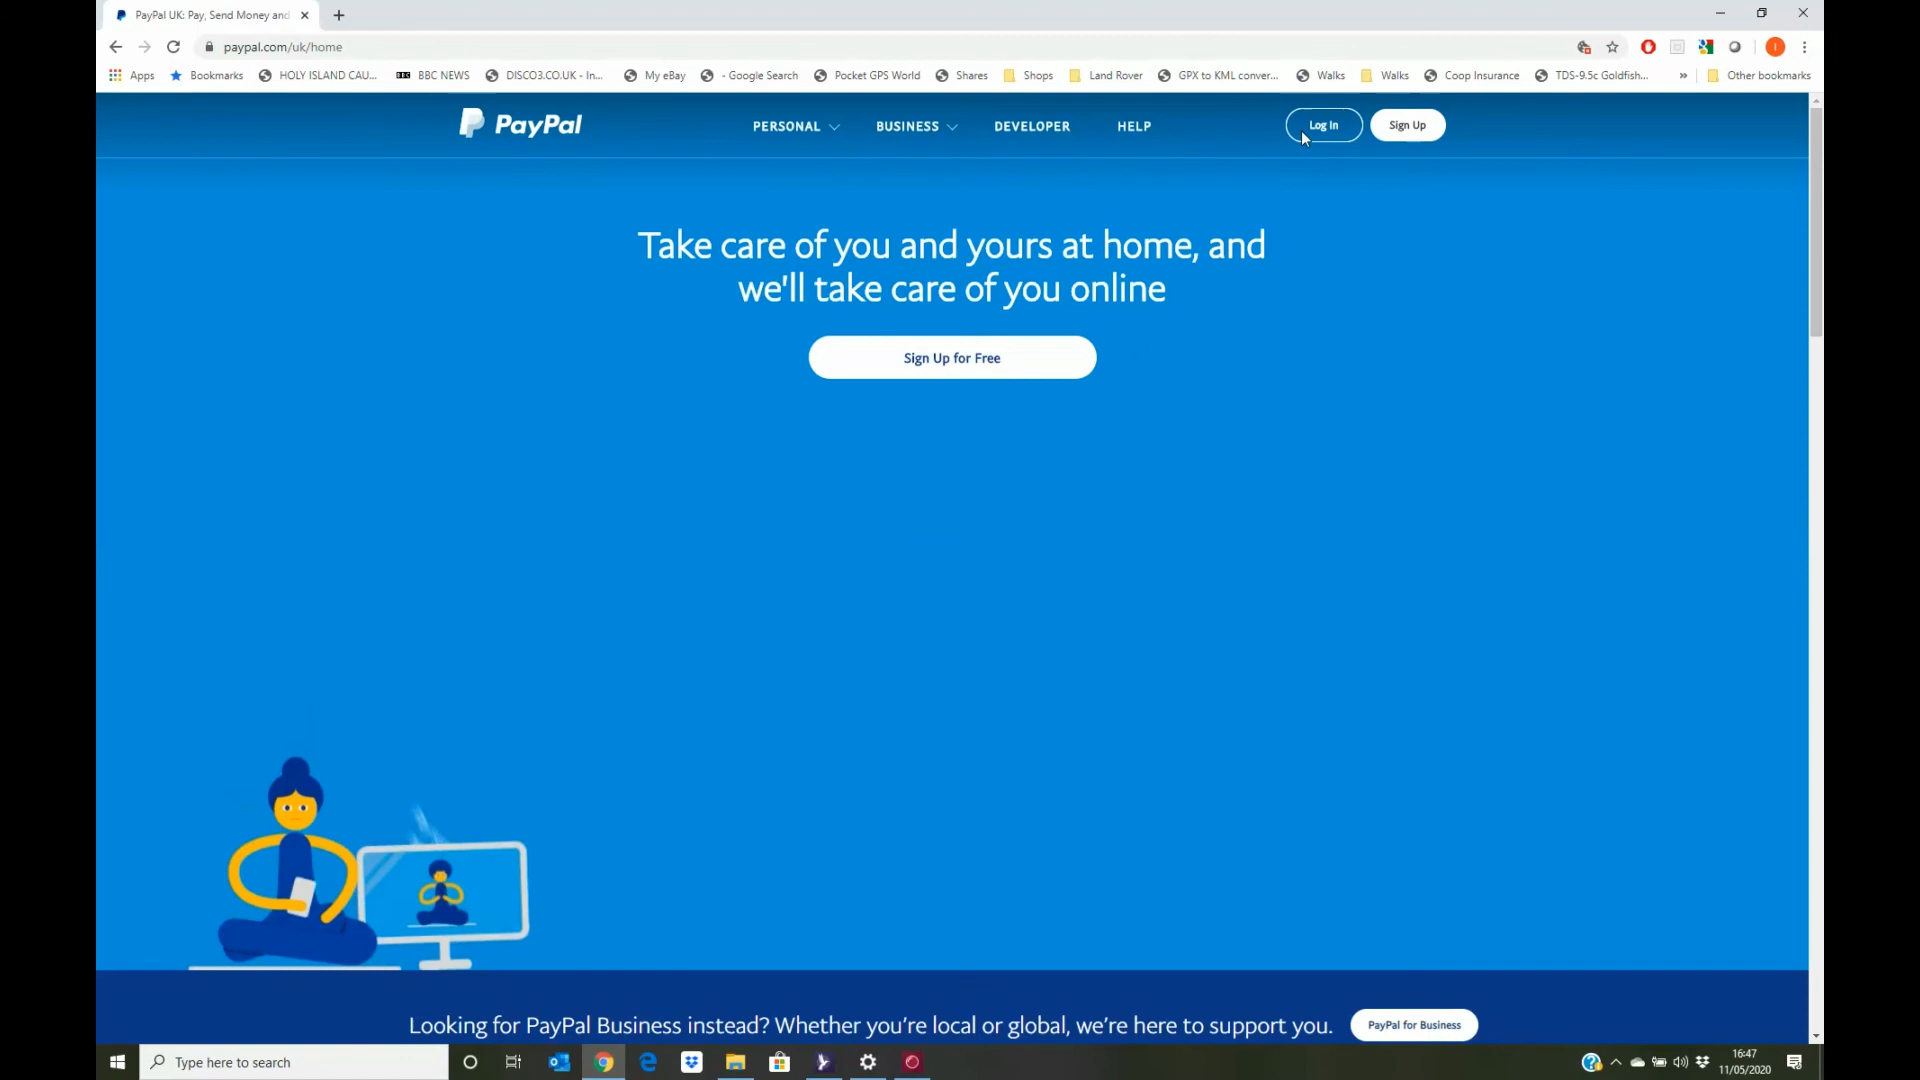 PayPal UK: Pay, Send Money and
paypal.com/uk/home
Apps Bookmarks HOLY ISLAND CAU... BBC NEWS DISCO3.CO.UK - In... My eBay - Google Search Pocket GPS World Shares Shops Land Rover GPX to KML conver... Walks Walks Coop Insurance TDS-9.5c Goldfish... » Other bookmarks
PayPal PERSONAL BUSINESS DEVELOPER HELP Log In Sign Up
Take care of you and yours at home, and
we'll take care of you online
Sign Up for Free
Looking for PayPal Business instead? Whether you're local or global, we're here to support you. PayPal for Business
Type here to search
16:47
11/05/2020